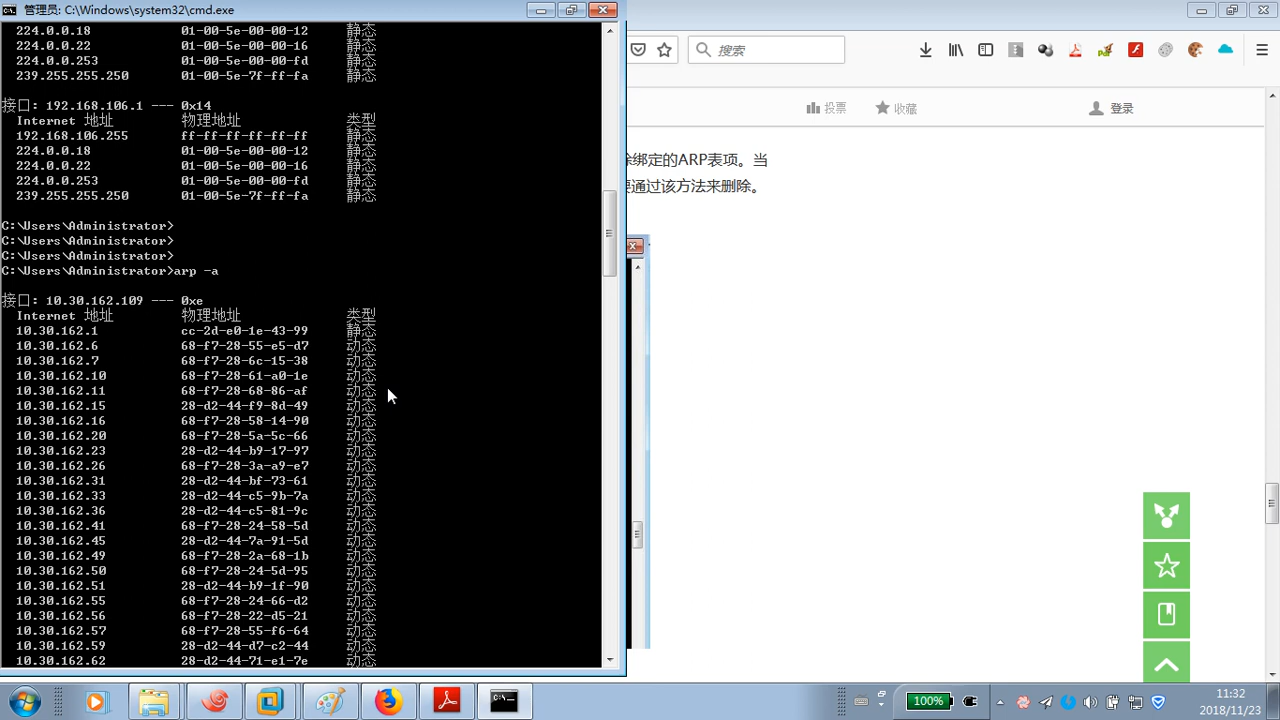 管理员: C:\Windows\system32\cmd.exe
224.0.0.18 01-00-5e-00-00-12 静态
224.0.0.22 01-00-5e-00-00-16 静态
224.0.0.253 01-00-5e-00-00-fd 静态
239.255.255.250 01-00-5e-7f-ff-fa 静态
接口: 192.168.106.1 --- 0x14
Internet 地址 物理地址 类型
192.168.106.255 ff-ff-ff-ff-ff-ff 静态
224.0.0.18 01-00-5e-00-00-12 静态
224.0.0.22 01-00-5e-00-00-16 静态
224.0.0.253 01-00-5e-00-00-fd 静态
239.255.255.250 01-00-5e-7f-ff-fa 静态
C:\Users\Administrator>
C:\Users\Administrator>
C:\Users\Administrator>
C:\Users\Administrator>arp -a
接口: 10.30.162.109 --- 0xe
Internet 地址 物理地址 类型
10.30.162.1 cc-2d-e0-1e-43-99 静态
10.30.162.6 68-f7-28-55-e5-d7 动态
10.30.162.7 68-f7-28-6c-15-38 动态
10.30.162.10 68-f7-28-61-a0-1e 动态
10.30.162.11 68-f7-28-68-86-af 动态
10.30.162.15 28-d2-44-f9-8d-49 动态
10.30.162.16 68-f7-28-58-14-90 动态
10.30.162.20 68-f7-28-5a-5c-66 动态
10.30.162.23 28-d2-44-b9-17-97 动态
10.30.162.26 68-f7-28-3a-a9-e7 动态
10.30.162.31 28-d2-44-bf-73-61 动态
10.30.162.33 28-d2-44-c5-9b-7a 动态
10.30.162.36 28-d2-44-c5-81-9c 动态
10.30.162.41 68-f7-28-24-58-5d 动态
10.30.162.45 28-d2-44-7a-91-5d 动态
10.30.162.49 68-f7-28-2a-68-1b 动态
10.30.162.50 68-f7-28-24-5d-95 动态
10.30.162.51 28-d2-44-b9-1f-90 动态
10.30.162.55 68-f7-28-24-66-d2 动态
10.30.162.56 68-f7-28-22-d5-21 动态
10.30.162.57 68-f7-28-55-f6-64 动态
10.30.162.59 28-d2-44-d7-c2-44 动态
10.30.162.62 28-d2-44-71-e1-7e 动态
搜索
投票 收藏 登录
除绑定的ARP表项。当
通过该方法来删除。
100%
11:32
2018/11/23